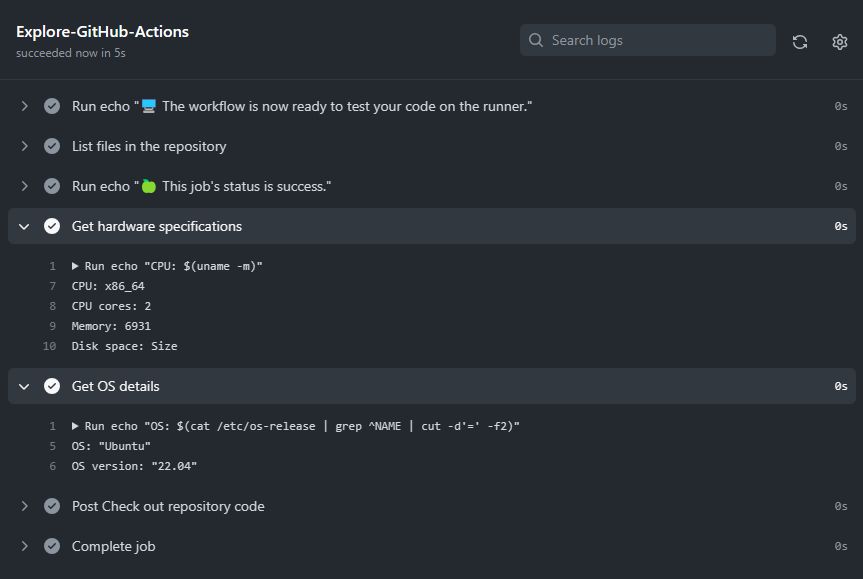 Explore-GitHub-Actions
succeeded now in 5s
Search logs
Run echo "🖥️ The workflow is now ready to test your code on the runner." 0s
List files in the repository 0s
Run echo "🍏 This job's status is success." 0s
Get hardware specifications 0s
1 ▶ Run echo "CPU: $(uname -m)"
7 CPU: x86_64
8 CPU cores: 2
9 Memory: 6931
10 Disk space: Size
Get OS details 0s
1 ▶ Run echo "OS: $(cat /etc/os-release | grep ^NAME | cut -d'=' -f2)"
5 OS: "Ubuntu"
6 OS version: "22.04"
Post Check out repository code 0s
Complete job 0s